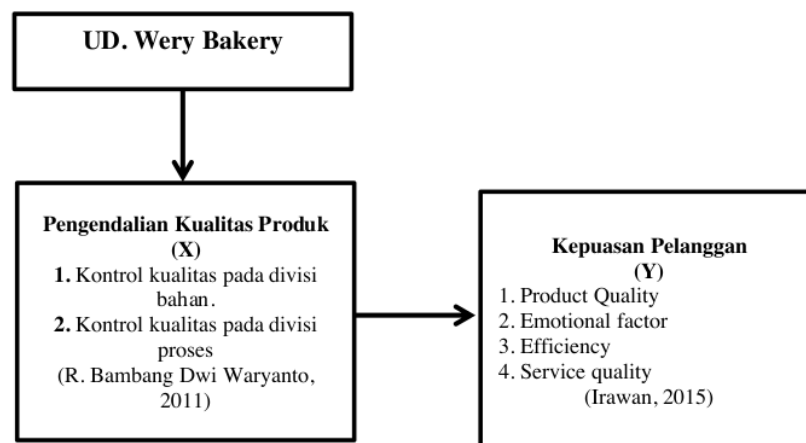 UD. Wery Bakery
Pengendalian Kualitas Produk
(X)
1. Kontrol kualitas pada divisi
bahan.
2. Kontrol kualitas pada divisi
proses
(R. Bambang Dwi Waryanto,
2011)
Kepuasan Pelanggan
(Y)
1. Product Quality
2. Emotional factor
3. Efficiency
4. Service quality
(Irawan, 2015)